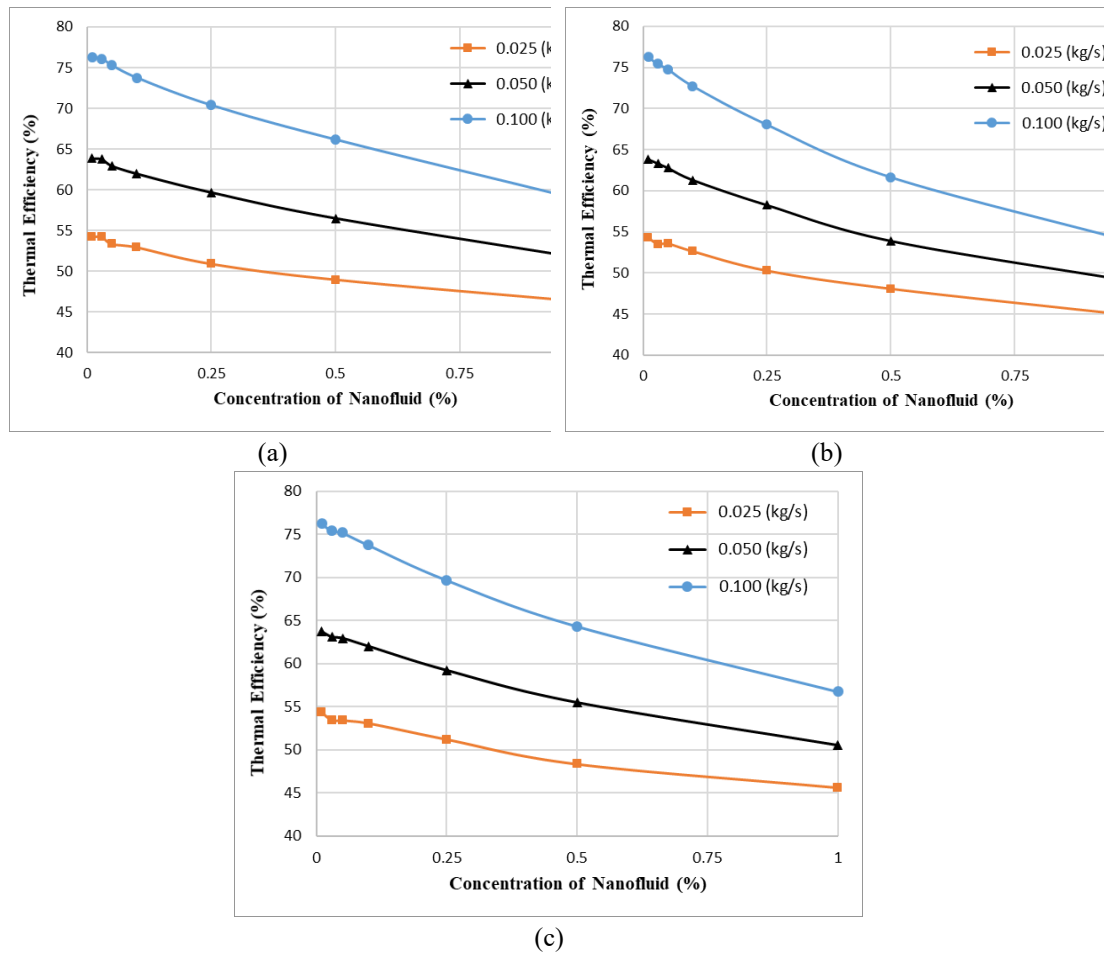 80
75
70
65
60
55
50
45
40
0
0.25
0.5
0.75
Thermal Efficiency (%)
Concentration of Nanofluid (%)
0.025 (k
0.050 (k
0.100 (k
(a)
80
75
70
65
60
55
50
45
40
0
0.25
0.5
0.75
Thermal Efficiency (%)
Concentration of Nanofluid (%)
0.025 (kg/s)
0.050 (kg/s)
0.100 (kg/s)
(b)
80
75
70
65
60
55
50
45
40
0
0.25
0.5
0.75
1
Thermal Efficiency (%)
Concentration of Nanofluid (%)
0.025 (kg/s)
0.050 (kg/s)
0.100 (kg/s)
(c)